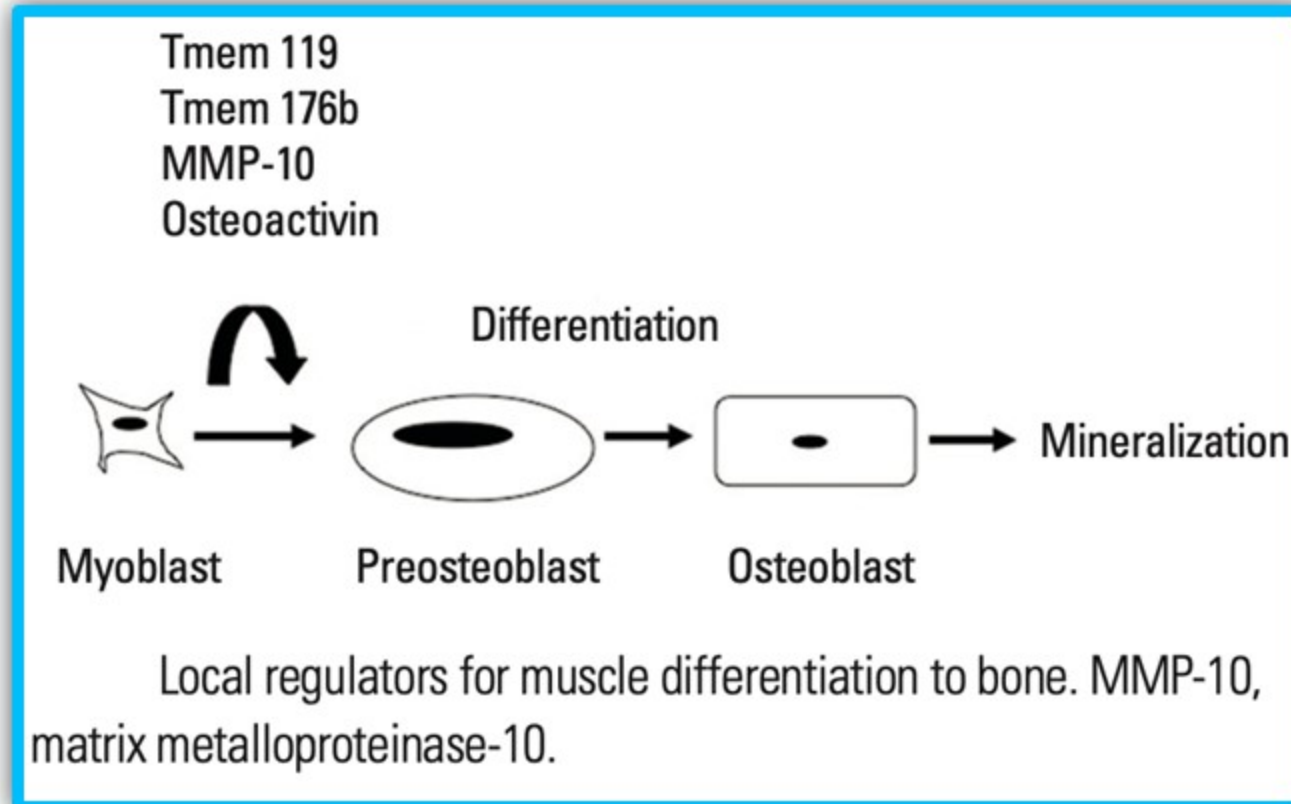 Tmem 119
Tmem 176b
MMP-10
Osteoactivin
Differentiation
Mineralization
Myoblast Preosteoblast Osteoblast
Local regulators for muscle differentiation to bone. MMP-10,
matrix metalloproteinase-10.